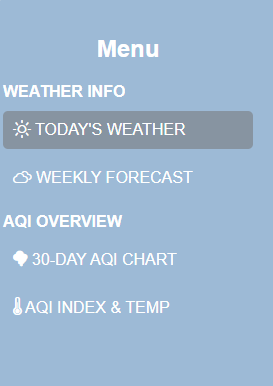 Menu
WEATHER INFO
TODAY'S WEATHER
WEEKLY FORECAST
AQI OVERVIEW
30-DAY AQI CHART
AQI INDEX & TEMP